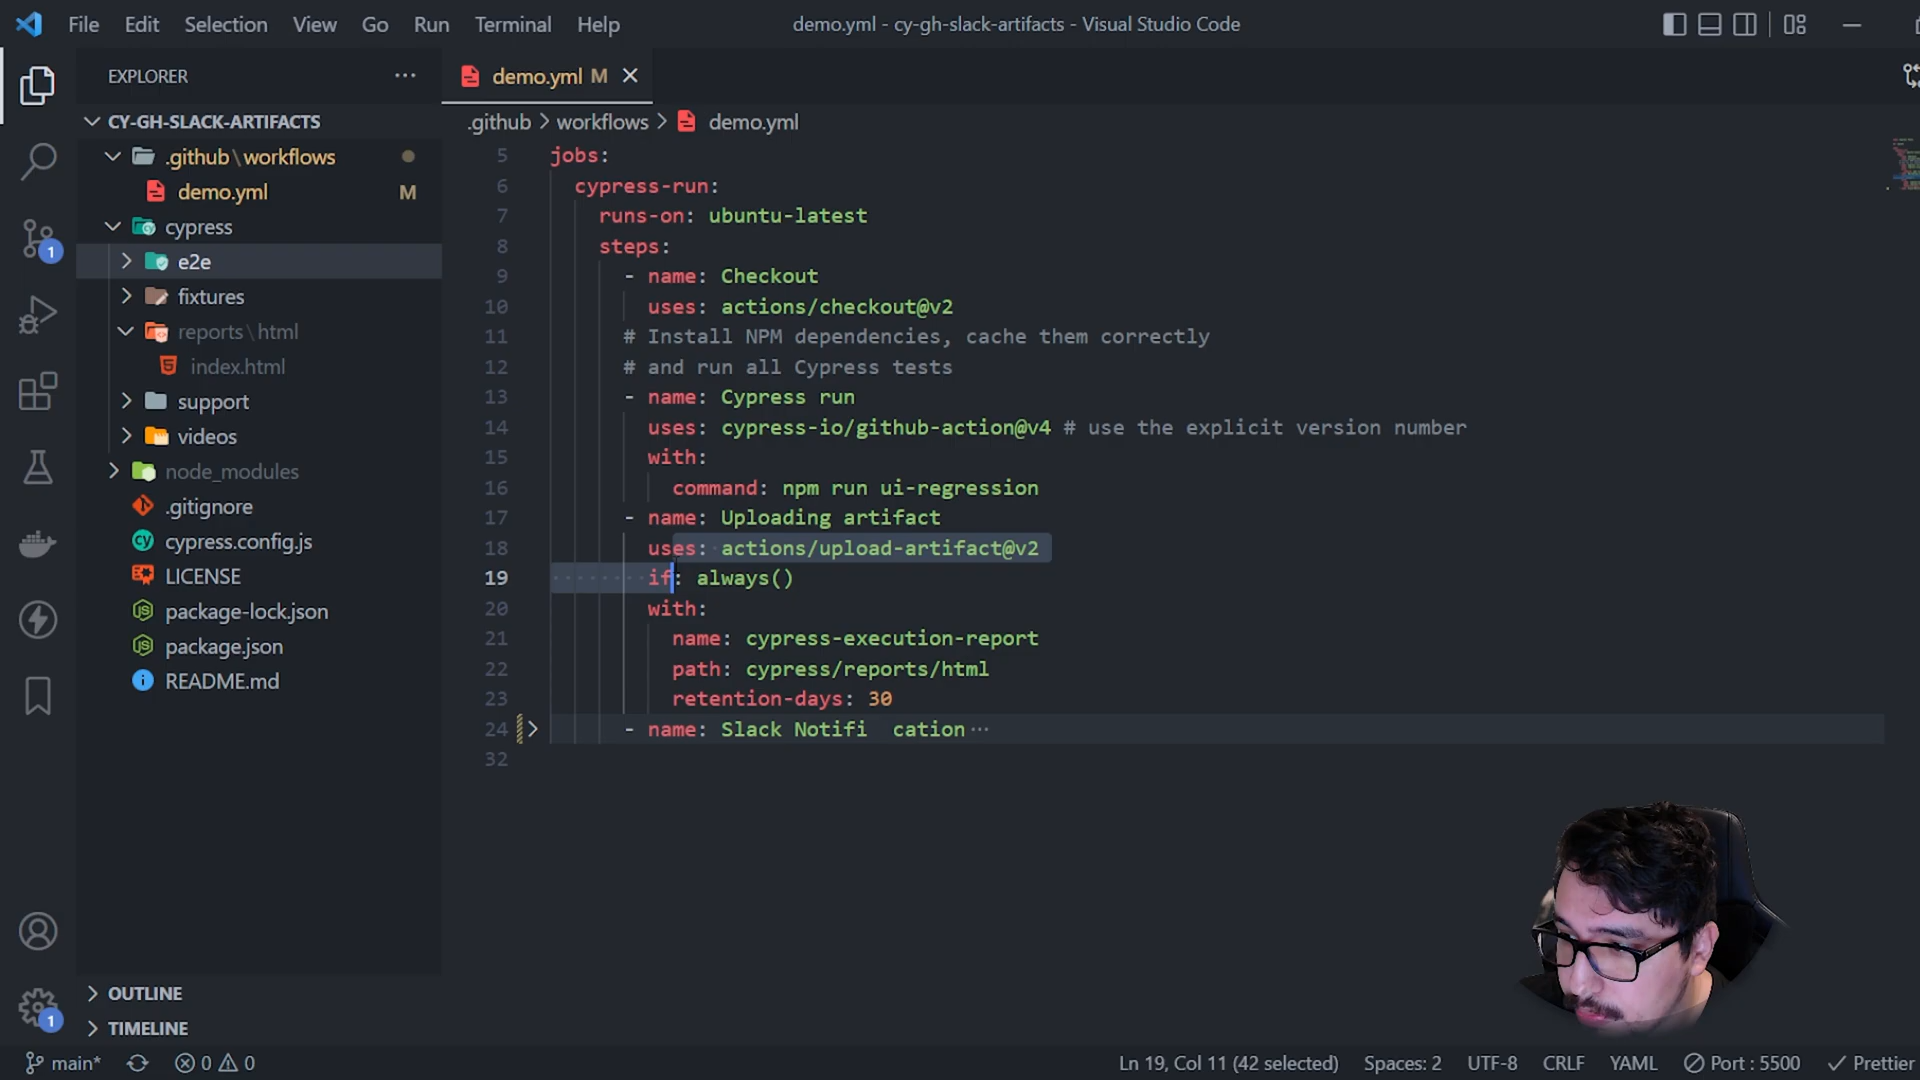 File Edit Selection View Go Run Terminal Help
demo.yml - cy-gh-slack-artifacts - Visual Studio Code
EXPLORER
CY-GH-SLACK-ARTIFACTS
.github\workflows
demo.yml M
cypress
e2e
fixtures
reports\html
index.html
support
videos
node_modules
.gitignore
cypress.config.js
LICENSE
package-lock.json
package.json
README.md
OUTLINE
TIMELINE
1
1
demo.yml M
.github > workflows > demo.yml
5 jobs:
6 cypress-run:
7 runs-on: ubuntu-latest
8 steps:
9 - name: Checkout
10 uses: actions/checkout@v2
11 # Install NPM dependencies, cache them correctly
12 # and run all Cypress tests
13 - name: Cypress run
14 uses: cypress-io/github-action@v4 # use the explicit version number
15 with:
16 command: npm run ui-regression
17 - name: Uploading artifact
18 uses: actions/upload-artifact@v2
19 if: always()
20 with:
21 name: cypress-execution-report
22 path: cypress/reports/html
23 retention-days: 30
24 - name: Slack Notifi  cation ···
32
main* 0 0 Ln 19, Col 11 (42 selected) Spaces: 2 UTF-8 CRLF YAML Port : 5500 Prettier